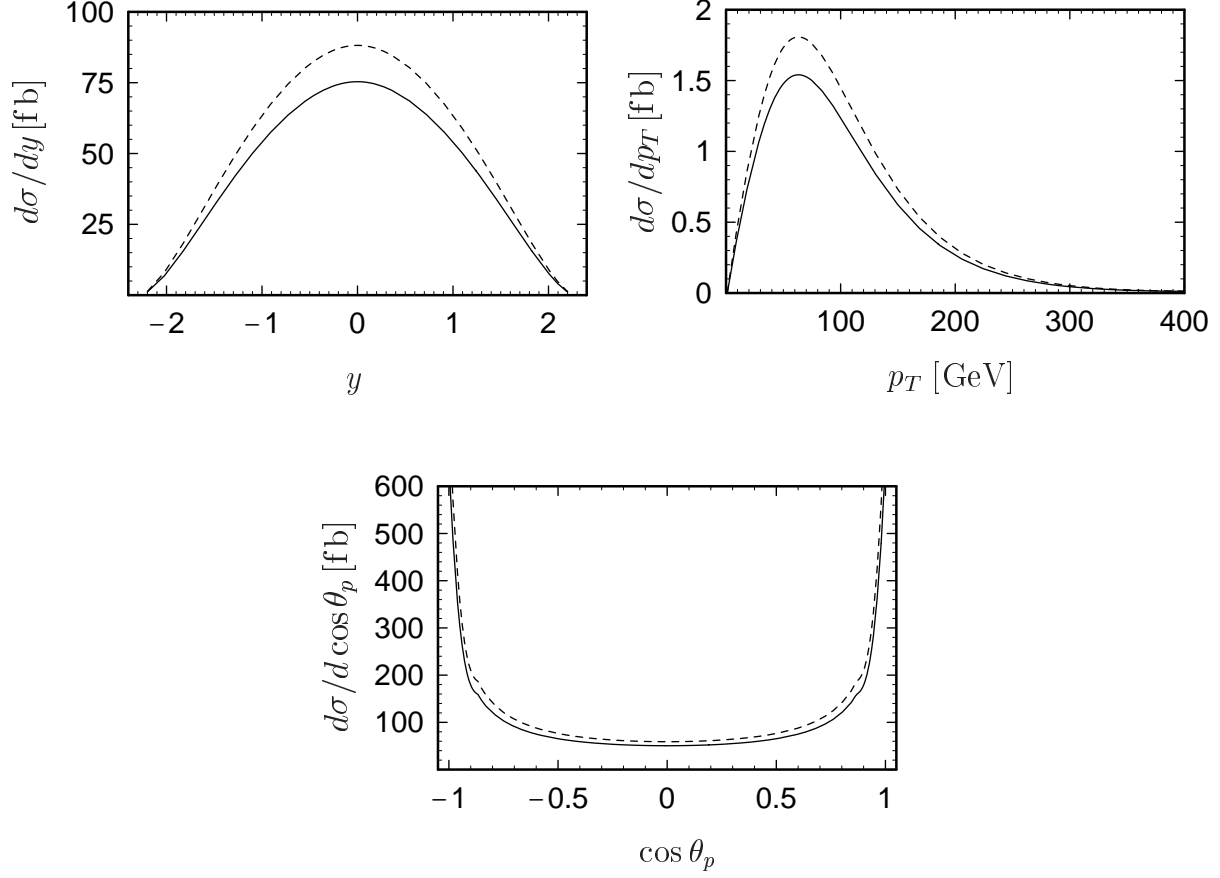 dσ/dy [fb]
100
75
50
25
−2 −1 0 1 2
y
dσ/dp_T [fb]
2
1.5
1
0.5
0
100 200 300 400
p_T [GeV]
dσ/d cos θ_p [fb]
600
500
400
300
200
100
−1 −0.5 0 0.5 1
cos θ_p